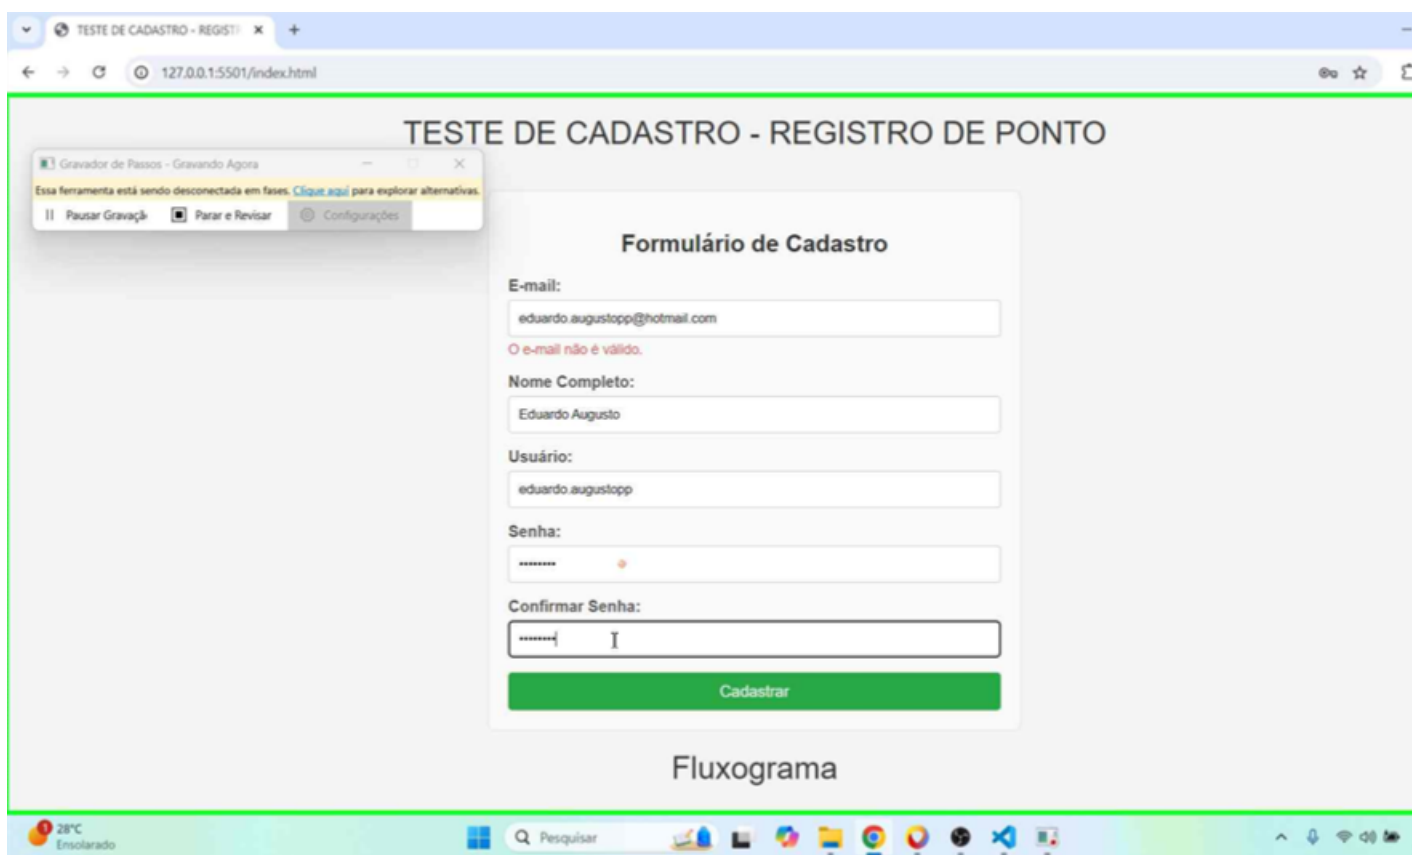 TESTE DE CADASTRO - REGISTR
127.0.0.1:5501/index.html
TESTE DE CADASTRO - REGISTRO DE PONTO
Gravador de Passos - Gravando Agora
Essa ferramenta está sendo desconectada em fases. Clique aqui para explorar alternativas.
Pausar Gravaçã Parar e Revisar Configurações
Formulário de Cadastro
E-mail:
eduardo.augustopp@hotmail.com
O e-mail não é válido.
Nome Completo:
Eduardo Augusto
Usuário:
eduardo.augustopp
Senha:
••••••••
Confirmar Senha:
••••••••
Cadastrar
Fluxograma
1 28°C
Ensolarado
Pesquisar